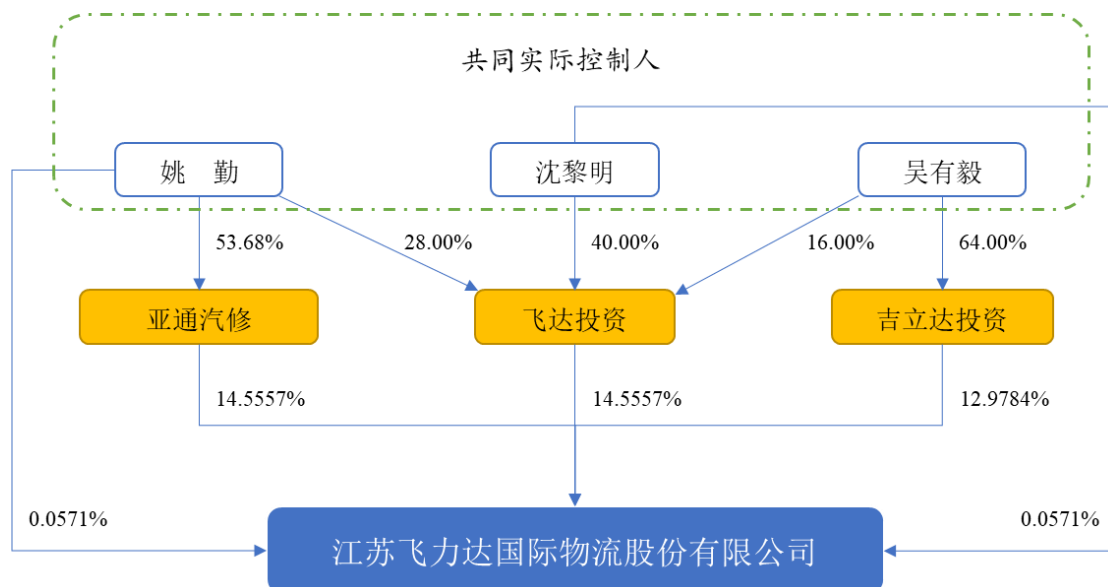 共同实际控制人
姚 勤
沈黎明
吴有毅
53.68%
28.00%
40.00%
16.00%
64.00%
亚通汽修
飞达投资
吉立达投资
14.5557%
14.5557%
12.9784%
0.0571%
0.0571%
江苏飞力达国际物流股份有限公司